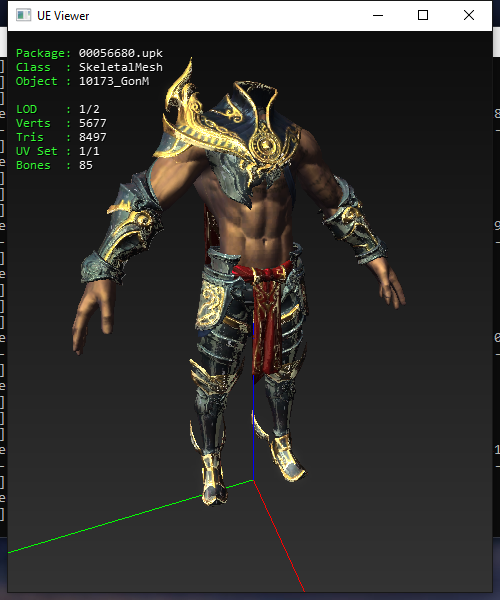 UE Viewer
Package: 00056680.upk
Class  : SkeletalMesh
Object : 10173_GonM
LOD    : 1/2
Verts  : 5677
Tris   : 8497
UV Set : 1/1
Bones  : 85